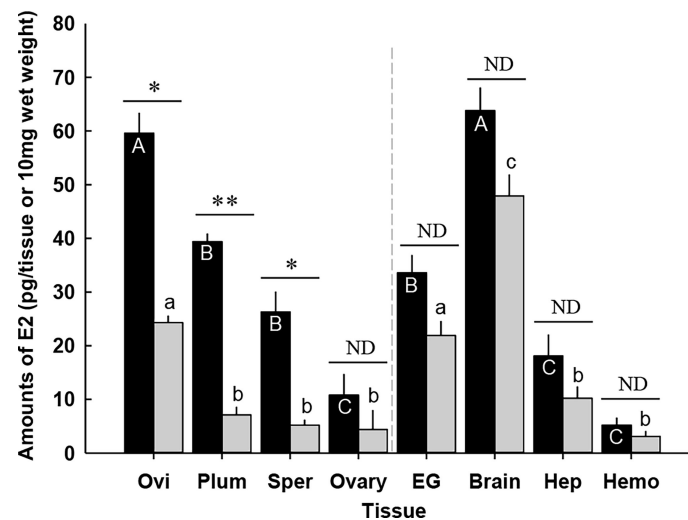 Amounts of E2 (pg/tissue or 10mg wet weight)
80
70
60
50
40
30
20
10
0
*
A
a
**
B
b
*
B
b
ND
C
b
ND
B
a
ND
A
c
ND
C
b
ND
C
b
Ovi Plum Sper Ovary EG Brain Hep Hemo
Tissue